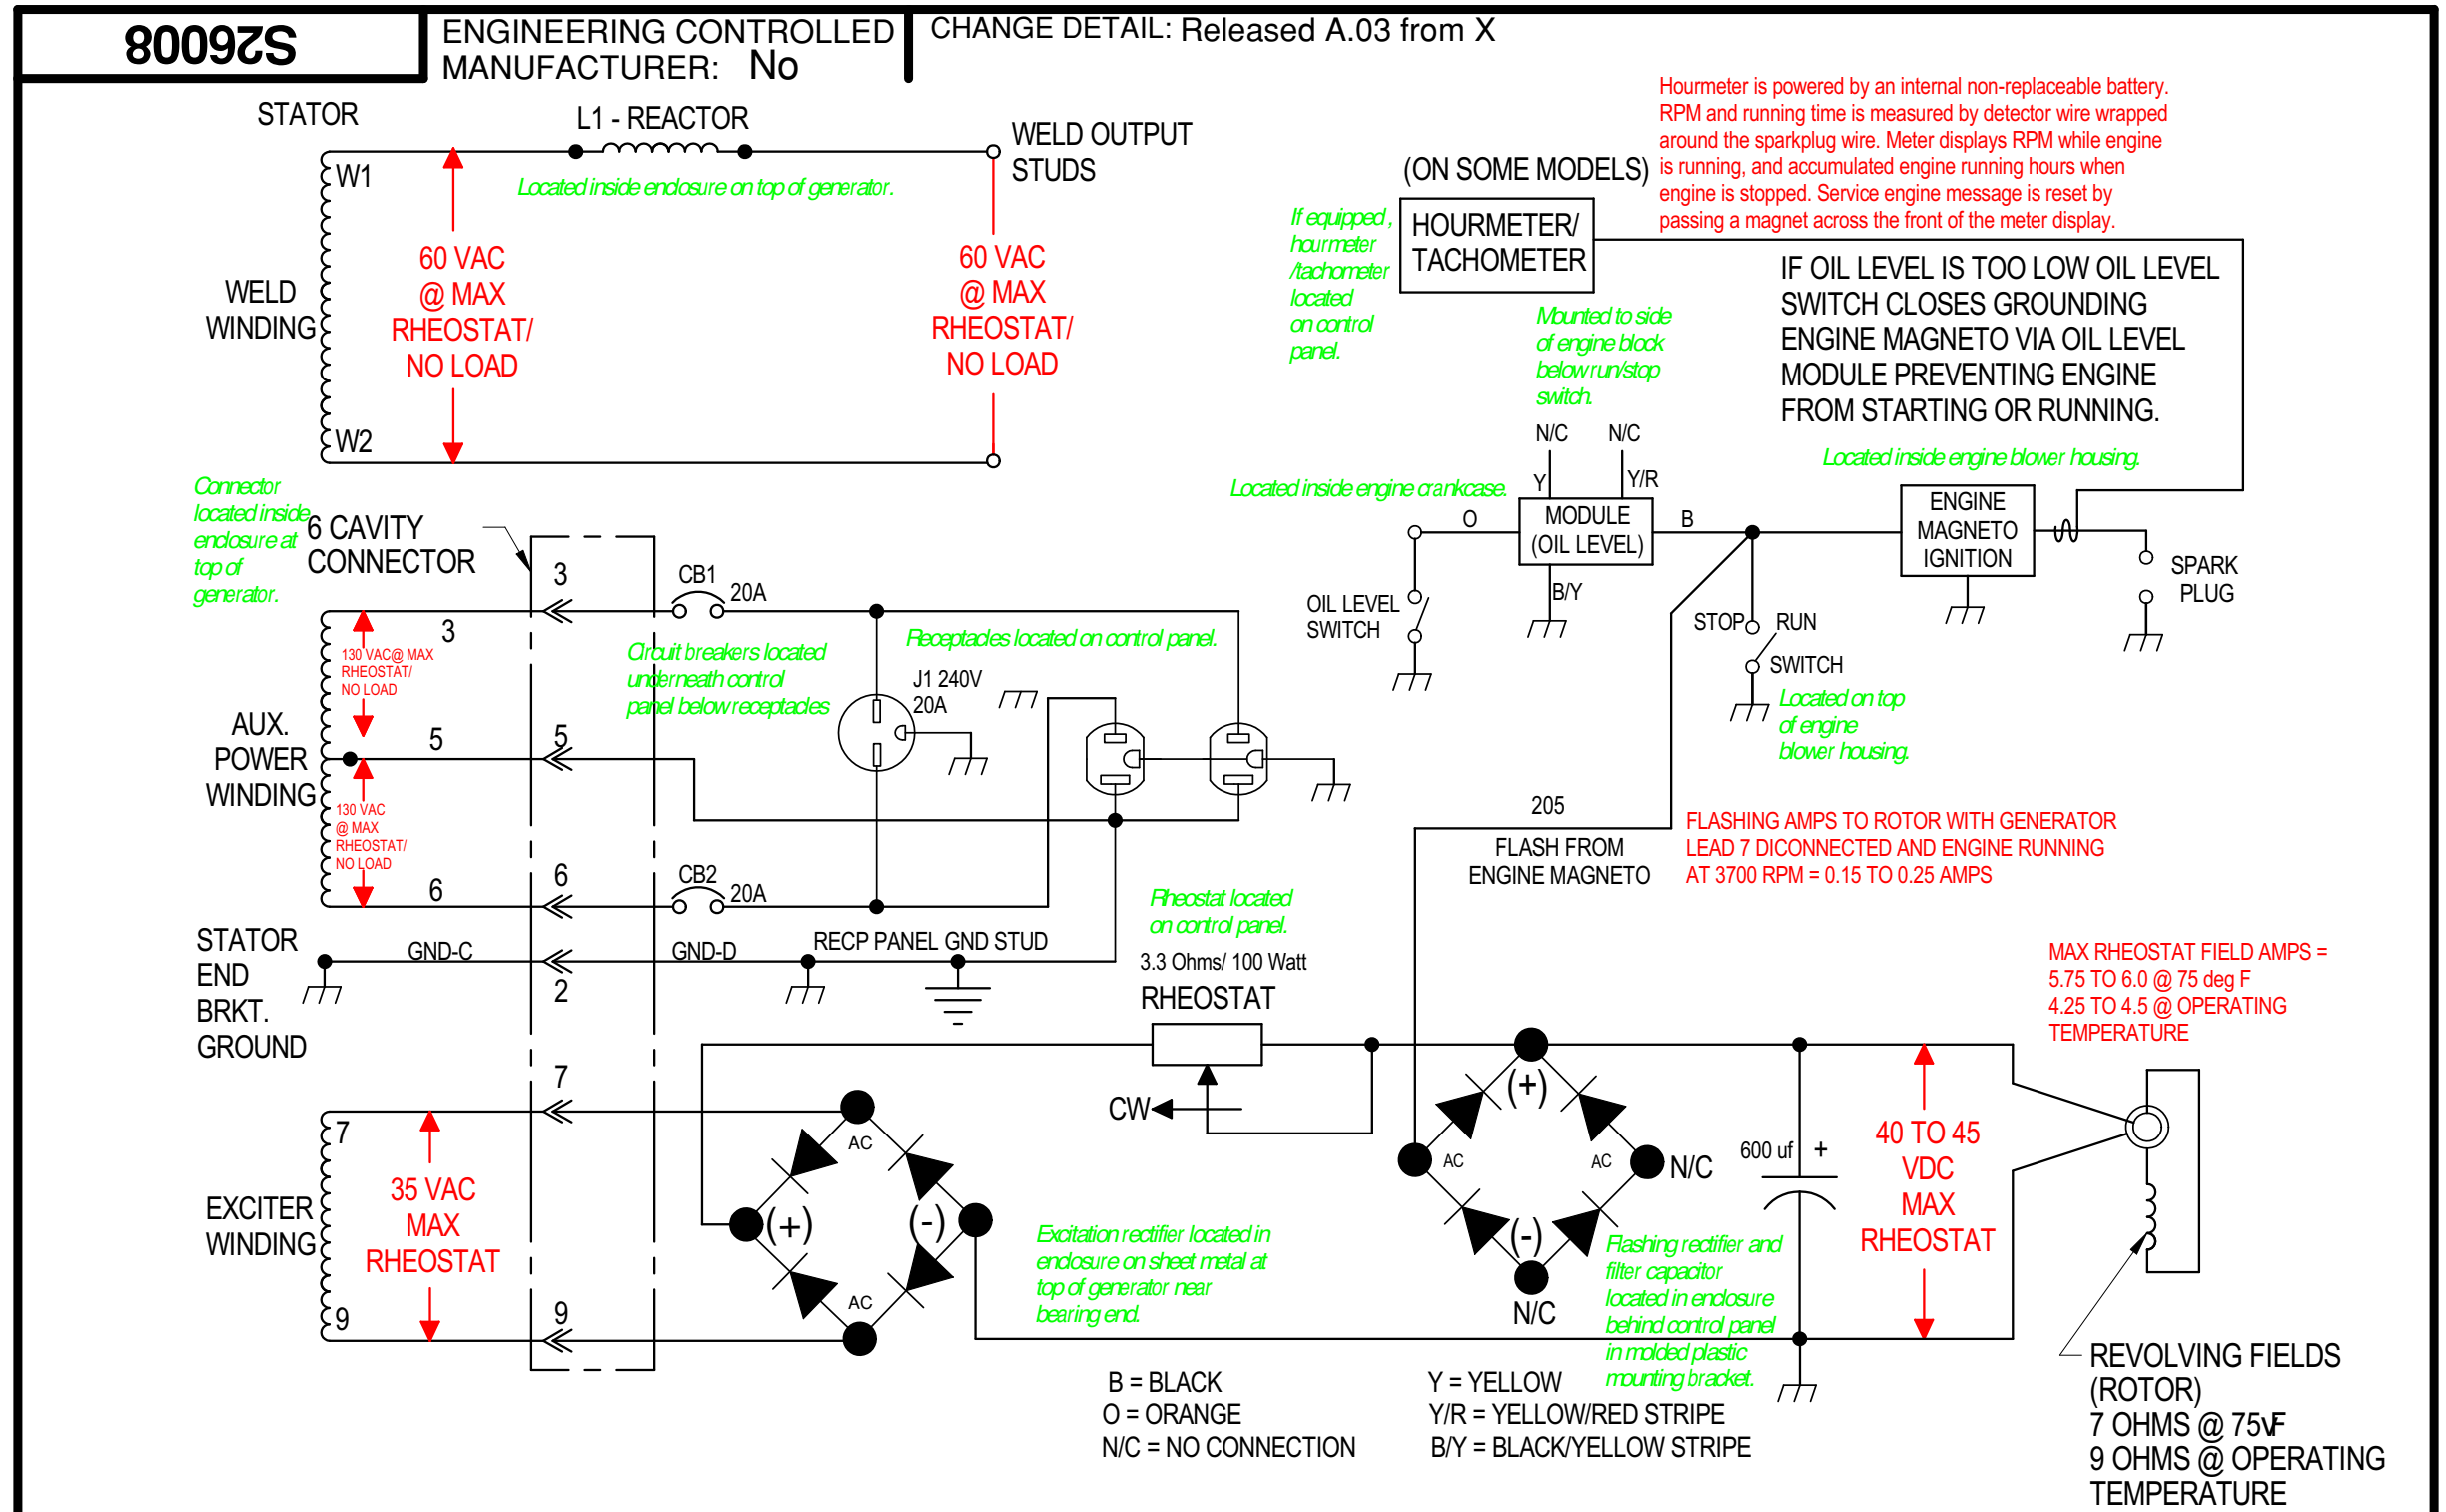 S26008
ENGINEERING CONTROLLED
MANUFACTURER: No
CHANGE DETAIL: Released A.03 from X
STATOR
L1 - REACTOR
WELD OUTPUT
STUDS
W1
Located inside enclosure on top of generator.
60 VAC
@ MAX
RHEOSTAT/
NO LOAD
60 VAC
@ MAX
RHEOSTAT/
NO LOAD
WELD
WINDING
W2
Hourmeter is powered by an internal non-replaceable battery.
RPM and running time is measured by detector wire wrapped
around the sparkplug wire. Meter displays RPM while engine
is running, and accumulated engine running hours when
engine is stopped. Service engine message is reset by
passing a magnet across the front of the meter display.
(ON SOME MODELS)
If equipped,
hourmeter
/tachometer
located
on control
panel.
HOURMETER/
TACHOMETER
IF OIL LEVEL IS TOO LOW OIL LEVEL
SWITCH CLOSES GROUNDING
ENGINE MAGNETO VIA OIL LEVEL
MODULE PREVENTING ENGINE
FROM STARTING OR RUNNING.
Mounted to side
of engine block
below run/stop
switch.
N/C
N/C
Y
Y/R
Located inside engine crankcase.
Located inside engine blower housing.
O
MODULE
(OIL LEVEL)
B
ENGINE
MAGNETO
IGNITION
B/Y
OIL LEVEL
SWITCH
STOP
RUN
SWITCH
SPARK
PLUG
Located on top
of engine
blower housing.
Connector
located inside
enclosure at
top of
generator.
6 CAVITY
CONNECTOR
3
3
CB1
20A
130 VAC@ MAX
RHEOSTAT/
NO LOAD
Circuit breakers located
underneath control
panel below receptacles
Receptacles located on control panel.
J1 240V
20A
AUX.
POWER
WINDING
5
5
130 VAC
@ MAX
RHEOSTAT/
NO LOAD
6
6
CB2
20A
205
FLASH FROM
ENGINE MAGNETO
FLASHING AMPS TO ROTOR WITH GENERATOR
LEAD 7 DICONNECTED AND ENGINE RUNNING
AT 3700 RPM = 0.15 TO 0.25 AMPS
STATOR
END
BRKT.
GROUND
GND-C
2
GND-D
RECP PANEL GND STUD
Rheostat located
on control panel.
3.3 Ohms/ 100 Watt
RHEOSTAT
CW
MAX RHEOSTAT FIELD AMPS =
5.75 TO 6.0 @ 75 deg F
4.25 TO 4.5 @ OPERATING
TEMPERATURE
7
7
EXCITER
WINDING
35 VAC
MAX
RHEOSTAT
9
9
AC
(+)
(-)
AC
Excitation rectifier located in
enclosure on sheet metal at
top of generator near
bearing end.
(+)
AC
AC
N/C
(-)
N/C
Flashing rectifier and
filter capacitor
located in enclosure
behind control panel
in molded plastic
mounting bracket.
600 uf
+
40 TO 45
VDC
MAX
RHEOSTAT
REVOLVING FIELDS
(ROTOR)
7 OHMS @ 75
9 OHMS @ OPERATING
TEMPERATURE
B = BLACK
O = ORANGE
N/C = NO CONNECTION
Y = YELLOW
Y/R = YELLOW/RED STRIPE
B/Y = BLACK/YELLOW STRIPE